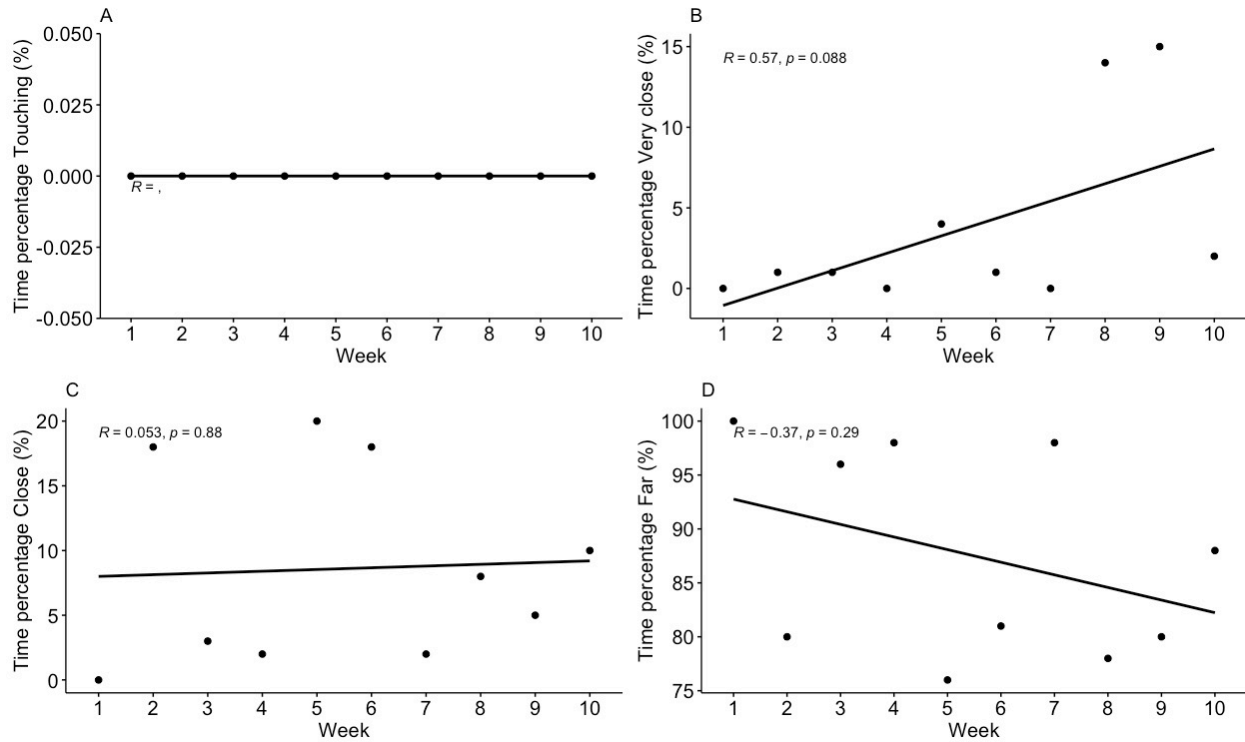 A
Time percentage Touching (%)
0.050
0.025
0.000
-0.025
-0.050
R = ,
1 2 3 4 5 6 7 8 9 10
Week
B
Time percentage Very close (%)
15
10
5
0
R = 0.57, p = 0.088
1 2 3 4 5 6 7 8 9 10
Week
C
Time percentage Close (%)
20
15
10
5
0
R = 0.053, p = 0.88
1 2 3 4 5 6 7 8 9 10
Week
D
Time percentage Far (%)
100
95
90
85
80
75
R = −0.37, p = 0.29
1 2 3 4 5 6 7 8 9 10
Week